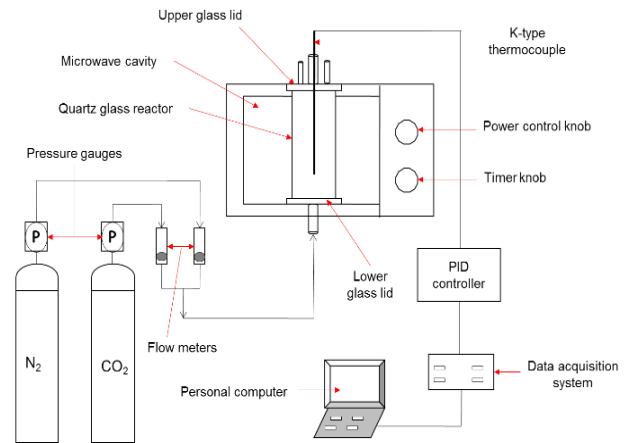 Upper glass lid
K-type
thermocouple
Microwave cavity
Quartz glass reactor
Power control knob
Pressure gauges
Timer knob
P
P
Lower
glass lid
PID
controller
Flow meters
N₂
CO₂
Personal computer
Data acquisition
system